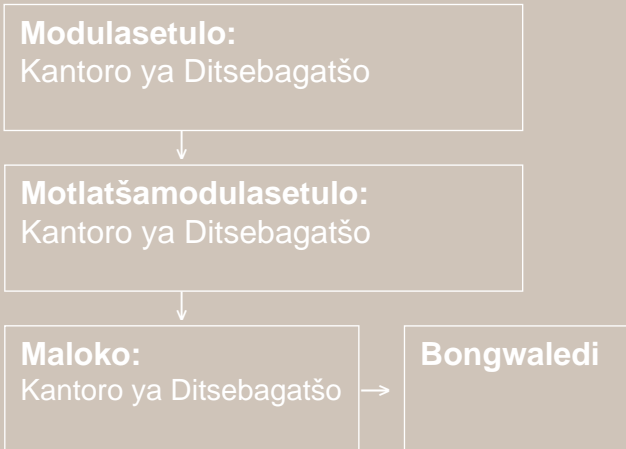 Modulasetulo:
Kantoro ya Ditsebagatšo
Motlatšamodulasetulo:
Kantoro ya Ditsebagatšo
Maloko:
Kantoro ya Ditsebagatšo
Bongwaledi